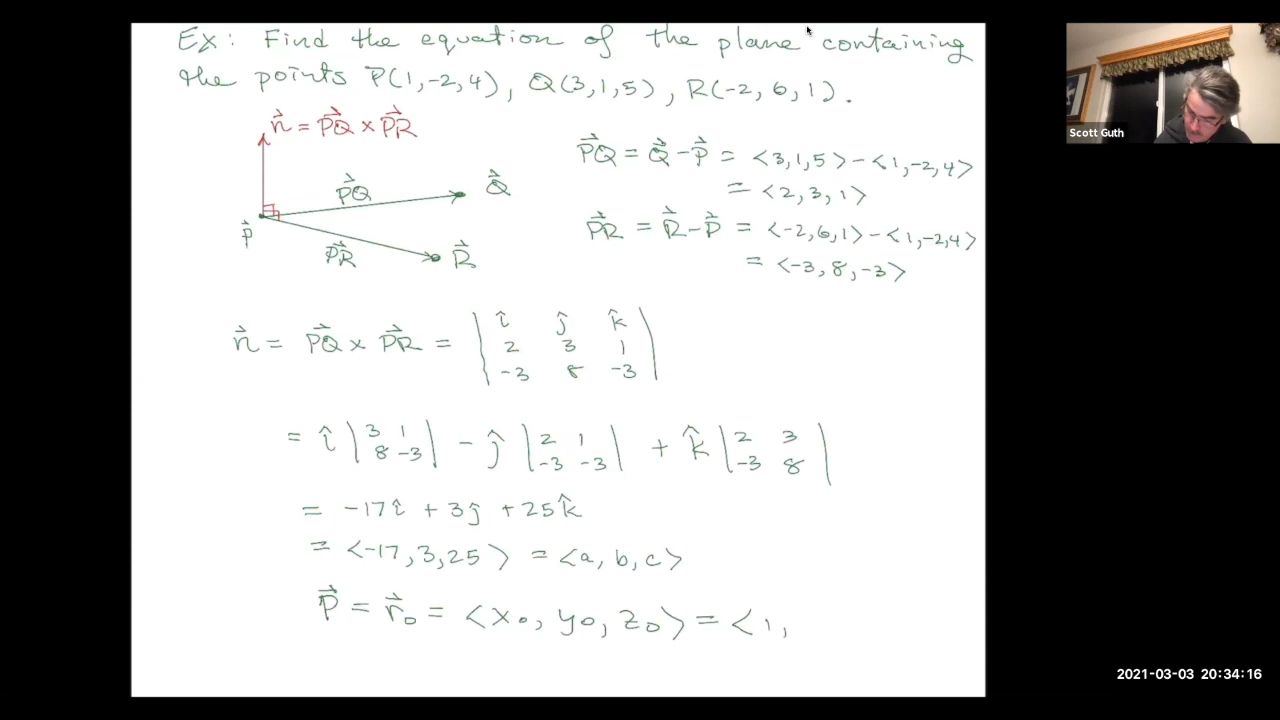 Ex: Find the equation of the plane containing
the points P(1,-2,4), Q(3,1,5), R(-2,6,1).
n⃗ = PQ⃗ × PR⃗
PQ⃗
Q⃗
P⃗
PR⃗
R⃗
PQ⃗ = Q⃗ - P⃗ = <3,1,5> - <1,-2,4>
= <2,3,1>
PR⃗ = R⃗ - P⃗ = <-2,6,1> - <1,-2,4>
= <-3,8,-3>
n⃗ = PQ⃗ × PR⃗ = | î ĵ k̂ |
| 2 3 1 |
| -3 8 -3 |
= î | 3 1 | - ĵ | 2 1 | + k̂ | 2 3 |
| 8 -3 | | -3 -3 | | -3 8 |
= -17î + 3ĵ + 25k̂
= <-17,3,25> = <a,b,c>
P⃗ = r⃗₀ = <x₀, y₀, z₀> = <1,
Scott Guth
2021-03-03 20:34:16